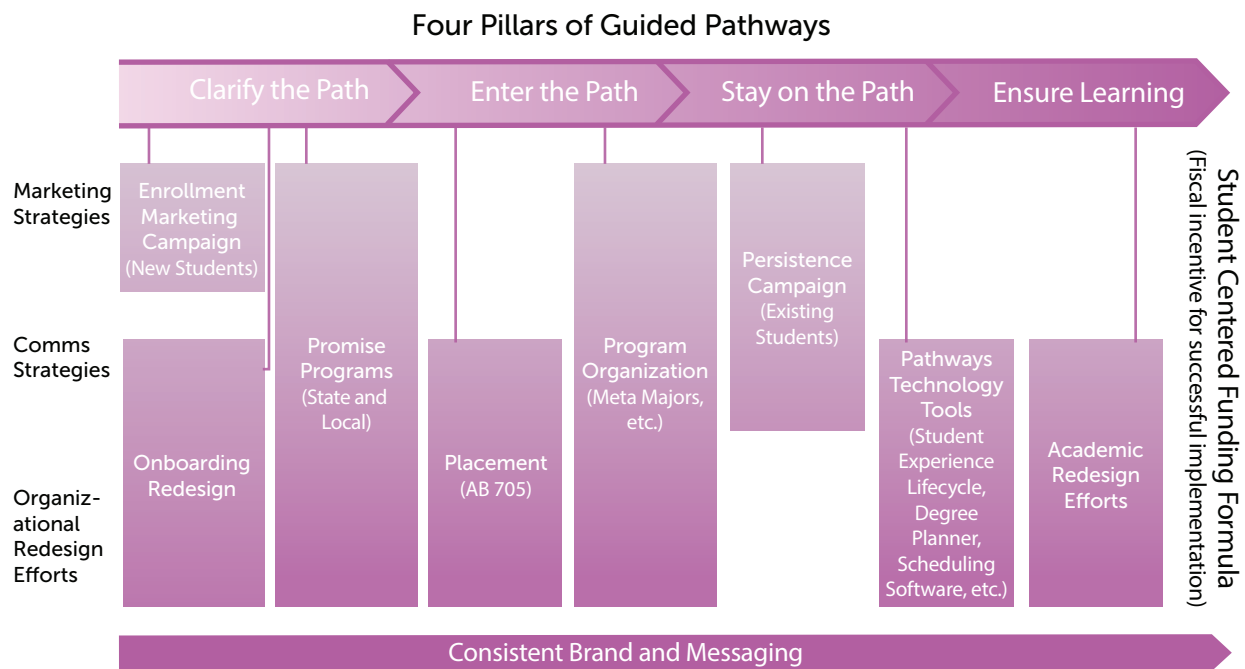 Four Pillars of Guided Pathways
Clarify the Path
Enter the Path
Stay on the Path
Ensure Learning
Marketing
Strategies
Comms
Strategies
Organiz-
ational
Redesign
Efforts
Enrollment
Marketing
Campaign
(New Students)
Onboarding
Redesign
Promise
Programs
(State and
Local)
Placement
(AB 705)
Program
Organization
(Meta Majors,
etc.)
Persistence
Campaign
(Existing
Students)
Pathways
Technology
Tools
(Student
Experience
Lifecycle,
Degree
Planner,
Scheduling
Software, etc.)
Academic
Redesign
Efforts
Student Centered Funding Formula
(Fiscal incentive for successful implementation)
Consistent Brand and Messaging